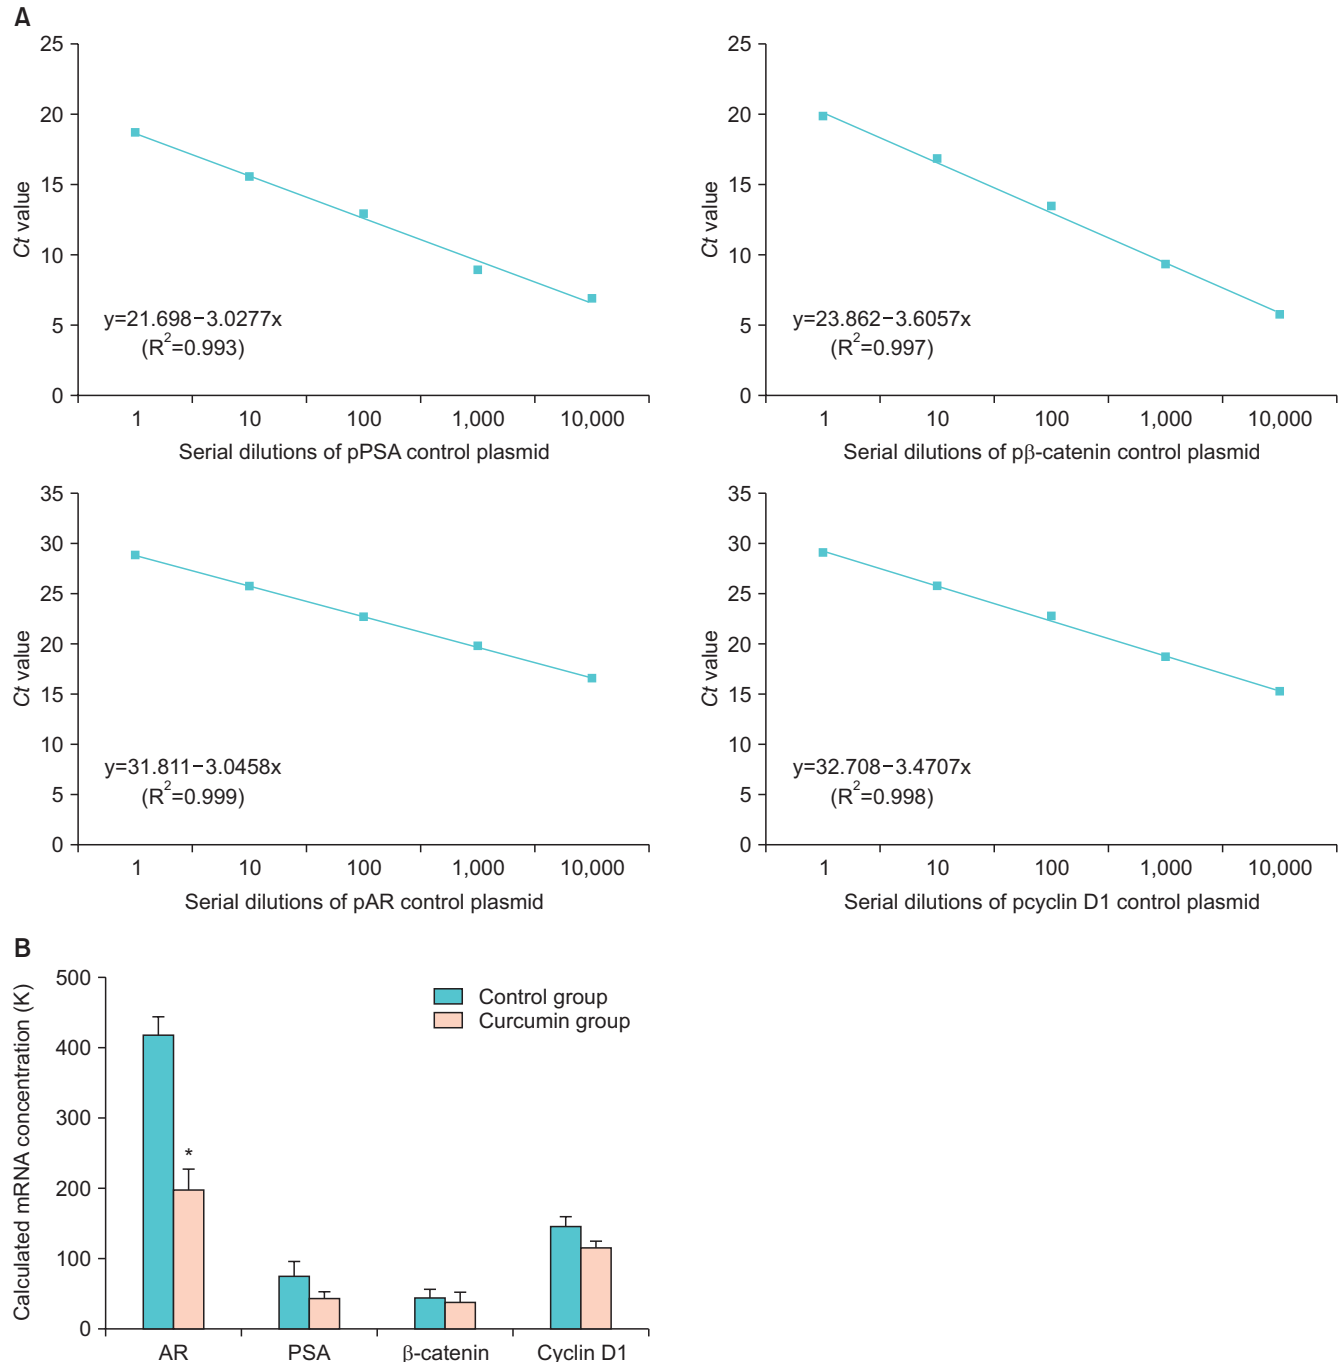 A
25
20
15
10
5
0
Ct value
y=21.698−3.0277x
(R²=0.993)
1 10 100 1,000 10,000
Serial dilutions of pPSA control plasmid
25
20
15
10
5
0
Ct value
y=23.862−3.6057x
(R²=0.997)
1 10 100 1,000 10,000
Serial dilutions of pβ-catenin control plasmid
35
30
25
20
15
10
5
0
Ct value
y=31.811−3.0458x
(R²=0.999)
1 10 100 1,000 10,000
Serial dilutions of pAR control plasmid
35
30
25
20
15
10
5
0
Ct value
y=32.708−3.4707x
(R²=0.998)
1 10 100 1,000 10,000
Serial dilutions of pcyclin D1 control plasmid
B
500
400
300
200
100
0
Calculated mRNA concentration (K)
Control group
Curcumin group
*
AR PSA β-catenin Cyclin D1